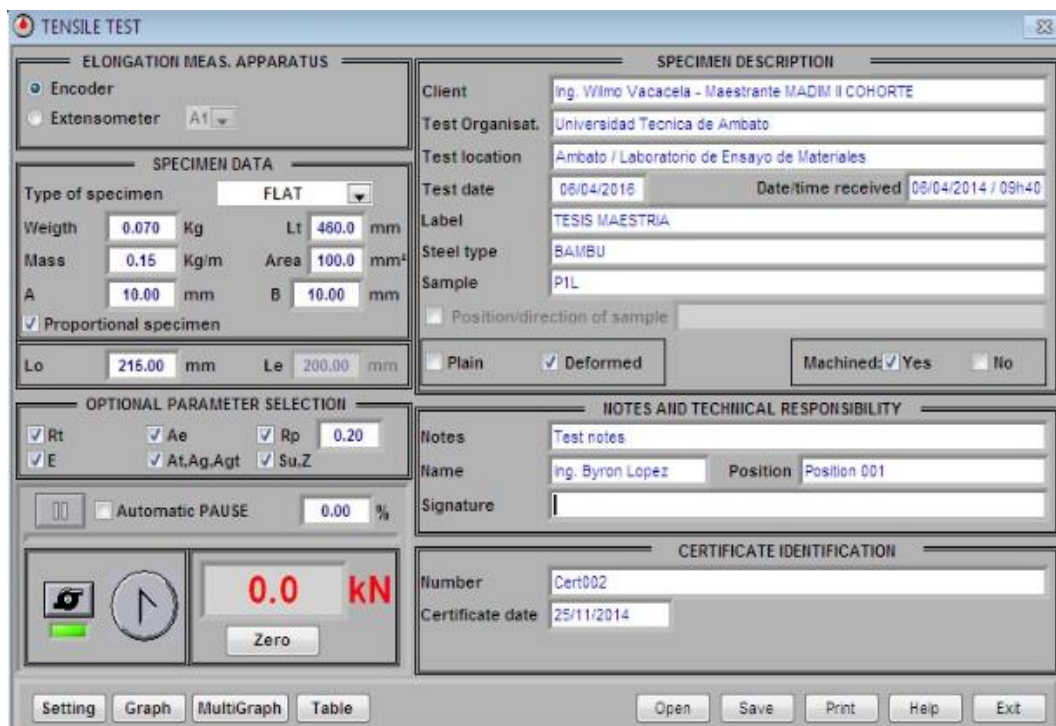 TENSILE TEST
ELONGATION MEAS. APPARATUS
Encoder
Extensometer A1
SPECIMEN DATA
Type of specimen FLAT
Weigth 0.070 Kg Lt 460.0 mm
Mass 0.15 Kg/m Area 100.0 mm²
A 10.00 mm B 10.00 mm
Proportional specimen
Lo 215.00 mm Le 200.00 mm
OPTIONAL PARAMETER SELECTION
Rt Ae Rp 0.20
E At,Ag,Agt Su,Z
Automatic PAUSE 0.00 %
0.0 kN
Zero
SPECIMEN DESCRIPTION
Client Ing. Wilmo Vacacela - Maestrante MADIM II COHORTE
Test Organisat. Universidad Tecnica de Ambato
Test location Ambato / Laboratorio de Ensayo de Materiales
Test date 06/04/2016 Date/time received 06/04/2014 / 09h40
Label TESIS MAESTRIA
Steel type BAMBU
Sample P1L
Position/direction of sample
Plain Deformed Machined: Yes No
NOTES AND TECHNICAL RESPONSIBILITY
Notes Test notes
Name Ing. Byron Lopez Position Position 001
Signature
CERTIFICATE IDENTIFICATION
Number Cert002
Certificate date 25/11/2014
Setting Graph MultiGraph Table Open Save Print Help Exit